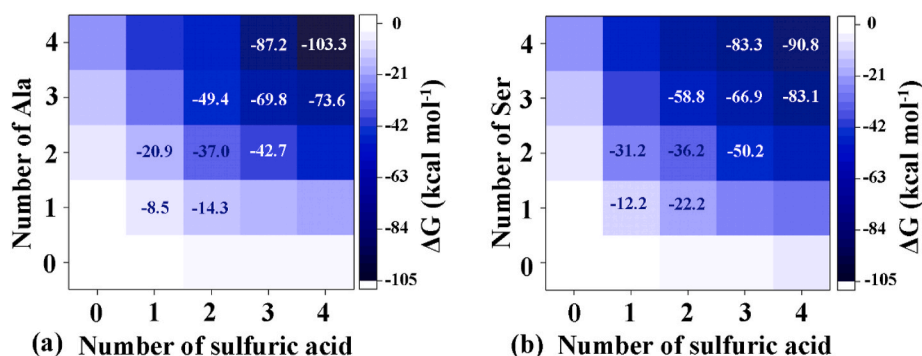 4
3
2
1
0
Number of Ala
-87.2 -103.3
-49.4 -69.8 -73.6
-20.9 -37.0 -42.7
-8.5 -14.3
0 1 2 3 4
(a) Number of sulfuric acid
0
-21
-42
-63
-84
-105
ΔG (kcal mol⁻¹)
4
3
2
1
0
Number of Ser
-83.3 -90.8
-58.8 -66.9 -83.1
-31.2 -36.2 -50.2
-12.2 -22.2
0 1 2 3 4
(b) Number of sulfuric acid
0
-21
-42
-63
-84
-105
ΔG (kcal mol⁻¹)